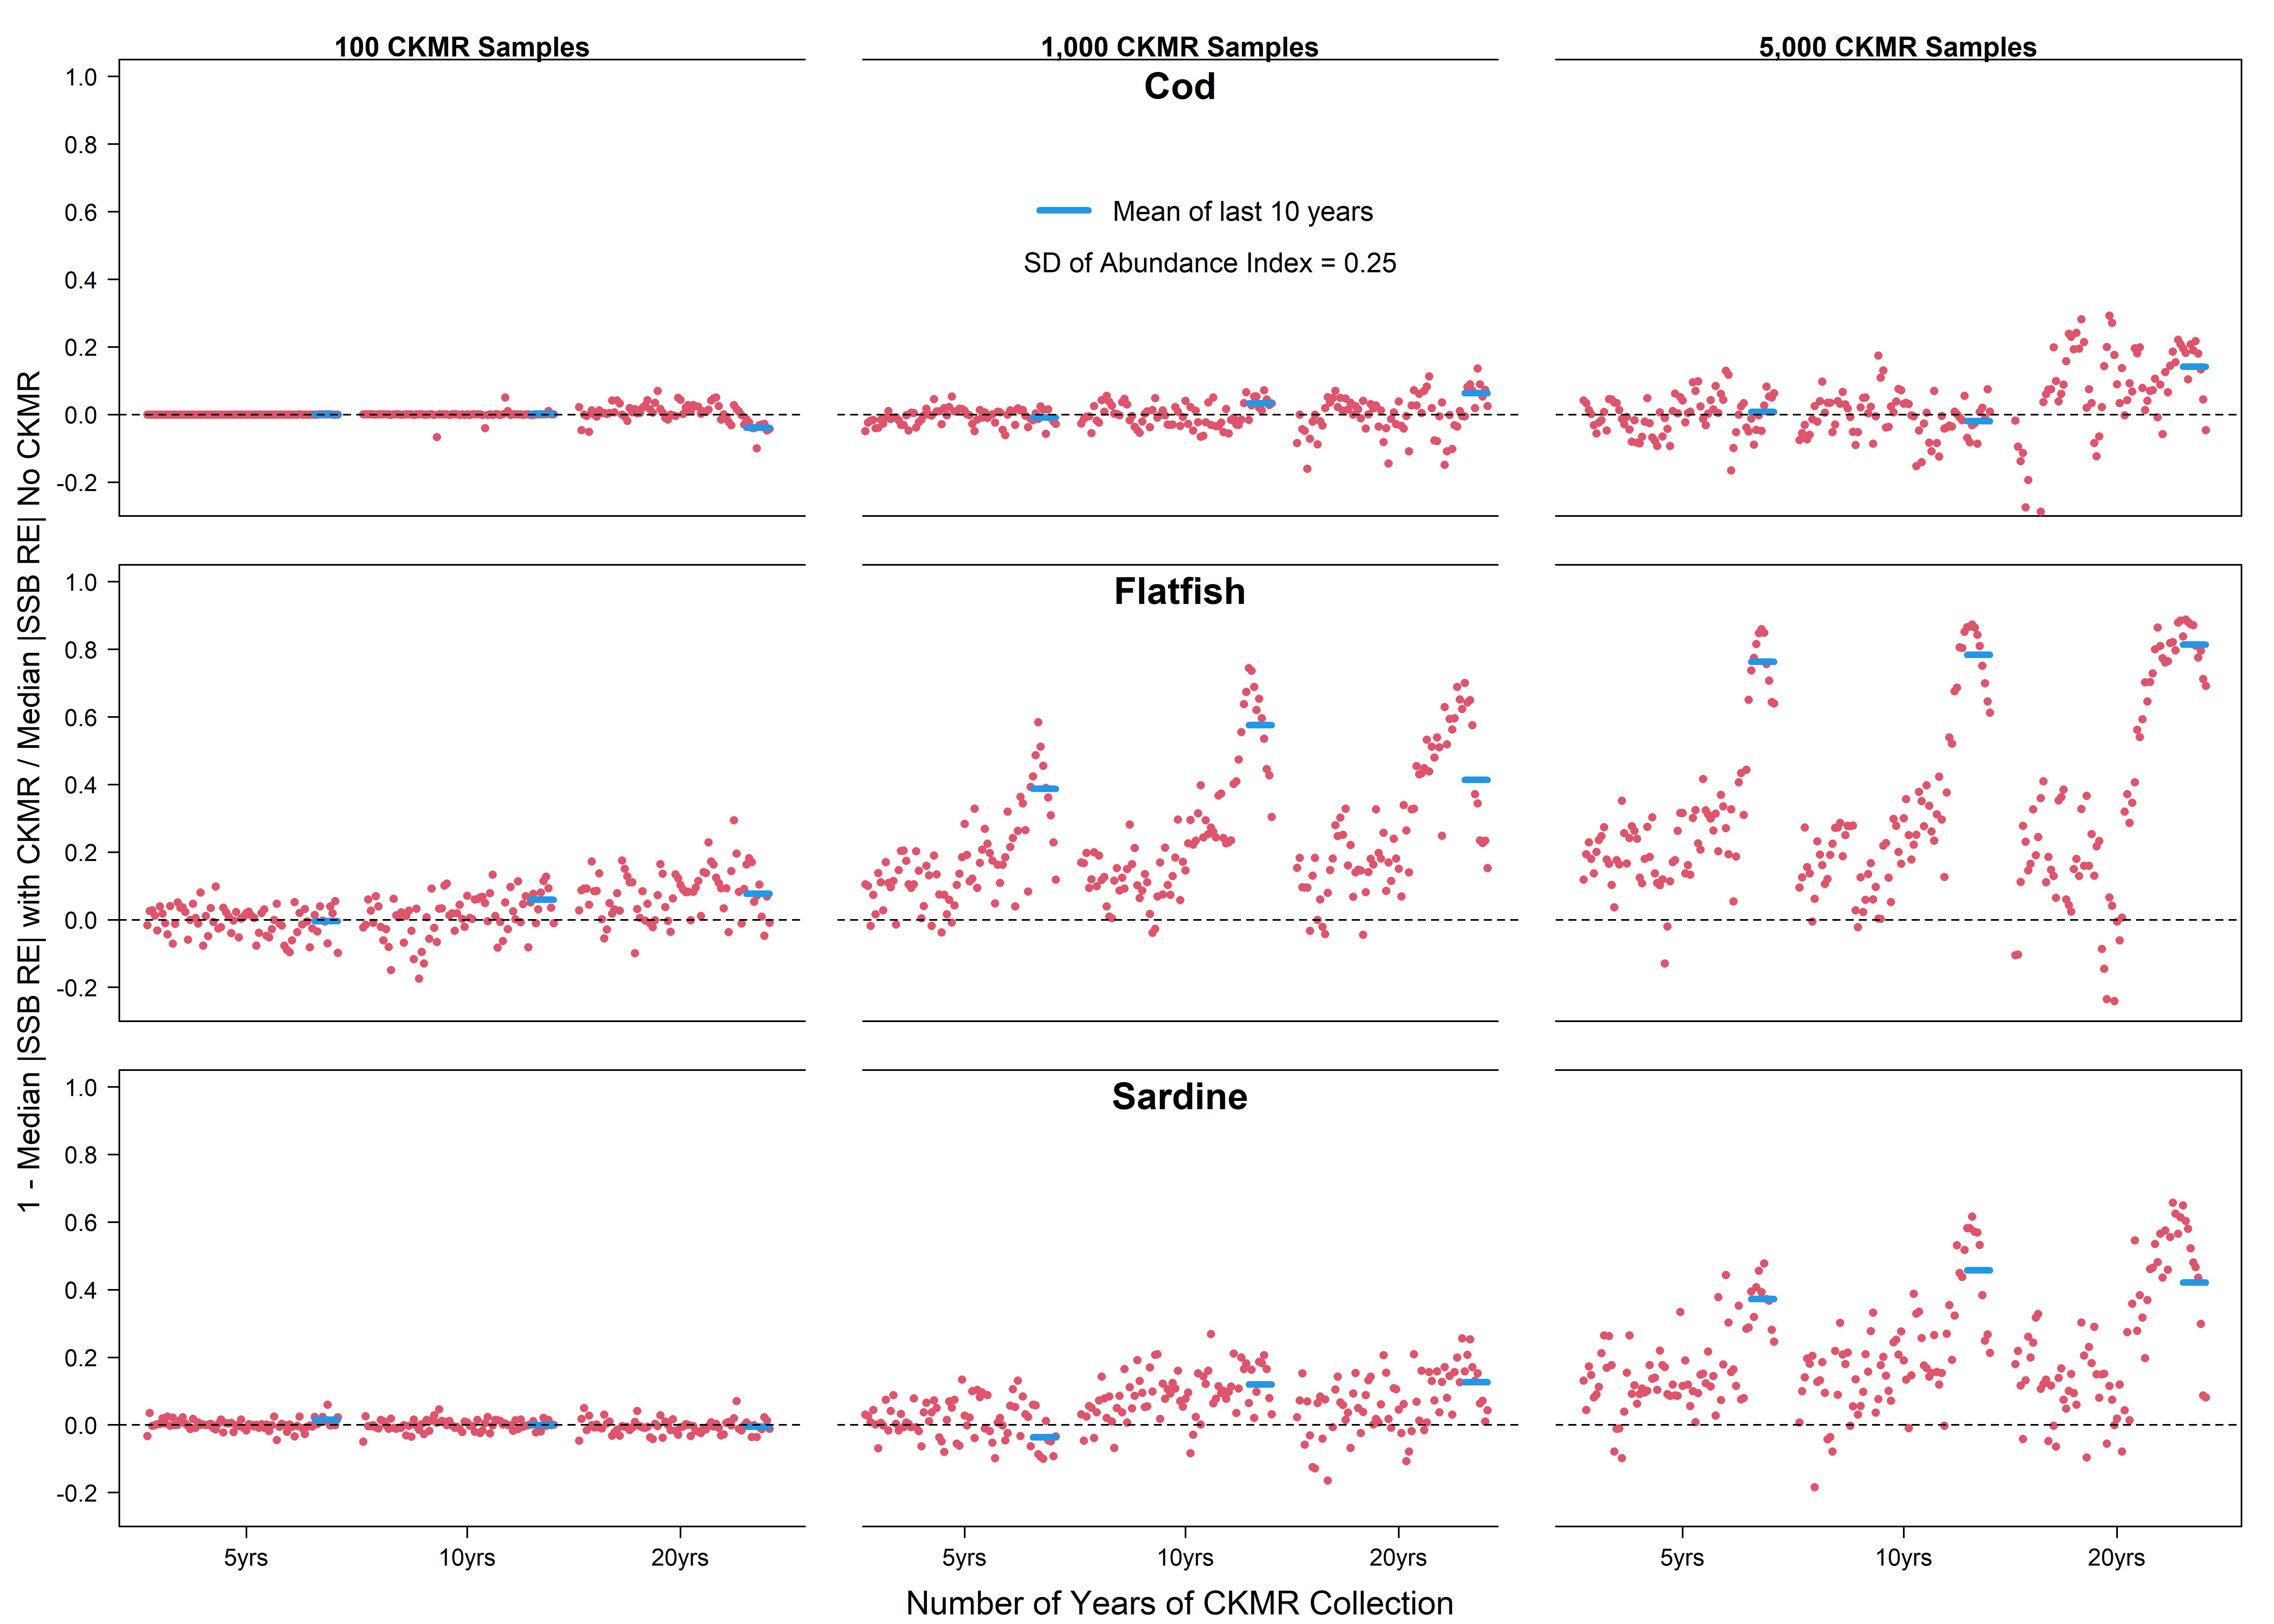 100 CKMR Samples
1,000 CKMR Samples
5,000 CKMR Samples
1 - Median |SSB RE| with CKMR / Median |SSB RE| No CKMR
Cod
1.0
0.8
0.6
0.4
0.2
0.0
-0.2
Mean of last 10 years
SD of Abundance Index = 0.25
Flatfish
1.0
0.8
0.6
0.4
0.2
0.0
-0.2
Sardine
1.0
0.8
0.6
0.4
0.2
0.0
-0.2
5yrs 10yrs 20yrs
5yrs 10yrs 20yrs
5yrs 10yrs 20yrs
Number of Years of CKMR Collection